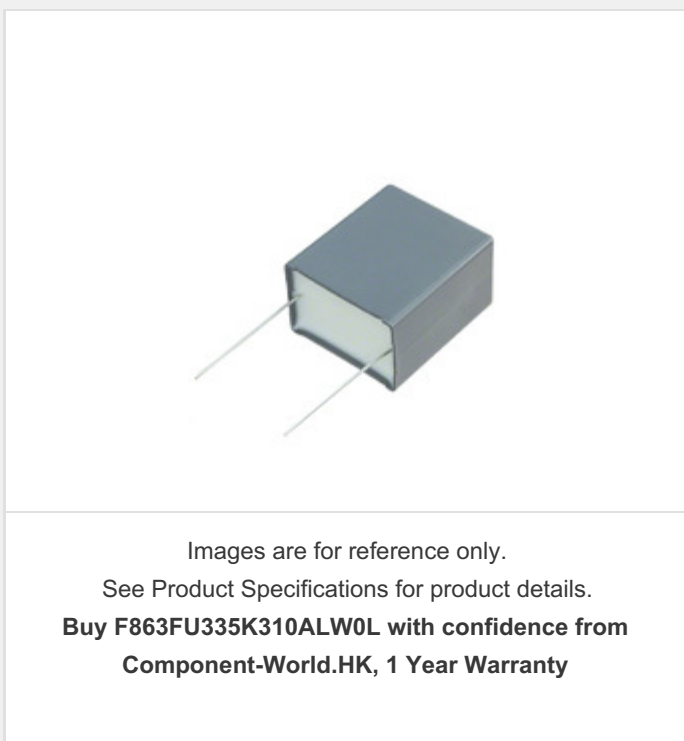 Images are for reference only.
See Product Specifications for product details.
Buy F863FU335K310ALW0L with confidence from
Component-World.HK, 1 Year Warranty